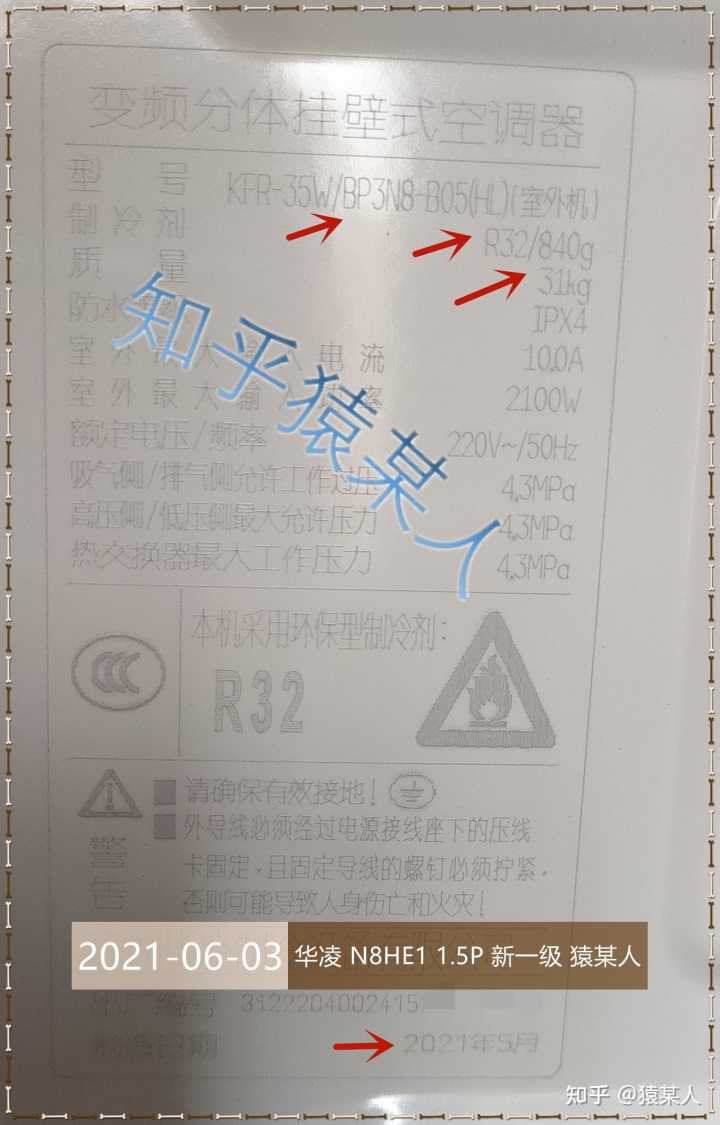 变频分体挂壁式空调器
型号 KFR-35W/BP3N8-B05(HL)(室外机)
制冷剂 R32/840g
质量 31kg
防水 IPX4
室外最大输入电流 10.0A
室外最大输入功率 2100W
额定电压/频率 220V~/50Hz
吸气侧/排气侧允许工作过压 4.3MPa
高压侧/低压侧最大允许压力 4.3MPa
热交换器最大工作压力 4.3MPa
知乎猿某人
本机采用环保型制冷剂:
R32
警告
请确保有效接地!
外导线必须经过电源接线座下的压线
卡固定,且固定导线的螺钉必须拧紧。
否则可能导致人身伤亡和火灾!
2021-06-03 华凌 N8HE1 1.5P 新一级 猿某人
出厂编号 3122204002415
制造日期 2021年5月
知乎 @猿某人